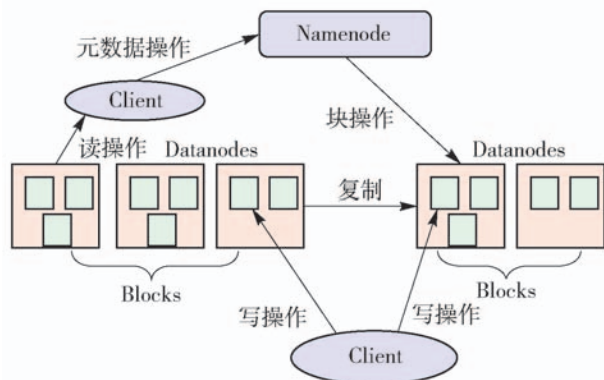 Namenode
元数据操作
Client
块操作
读操作
Datanodes
Datanodes
复制
Blocks
Blocks
写操作
写操作
Client